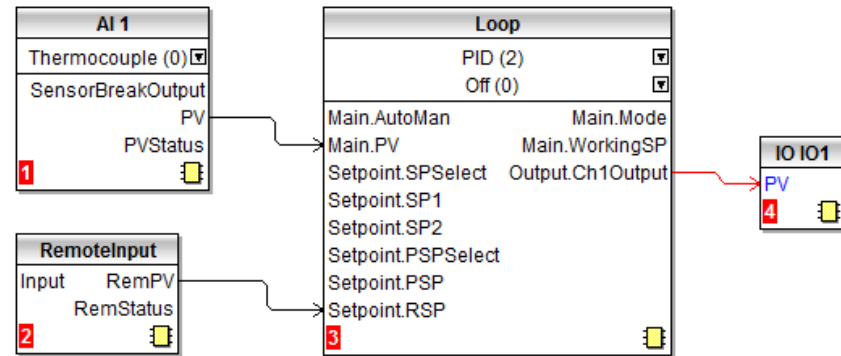 AI 1
Thermocouple (0)
SensorBreakOutput
PV
PVStatus
1
RemoteInput
Input RemPV
RemStatus
2
Loop
PID (2)
Off (0)
Main.AutoMan Main.Mode
Main.PV Main.WorkingSP
Setpoint.SPSelect Output.Ch1Output
Setpoint.SP1
Setpoint.SP2
Setpoint.PSPSelect
Setpoint.PSP
Setpoint.RSP
3
IO IO1
PV
4